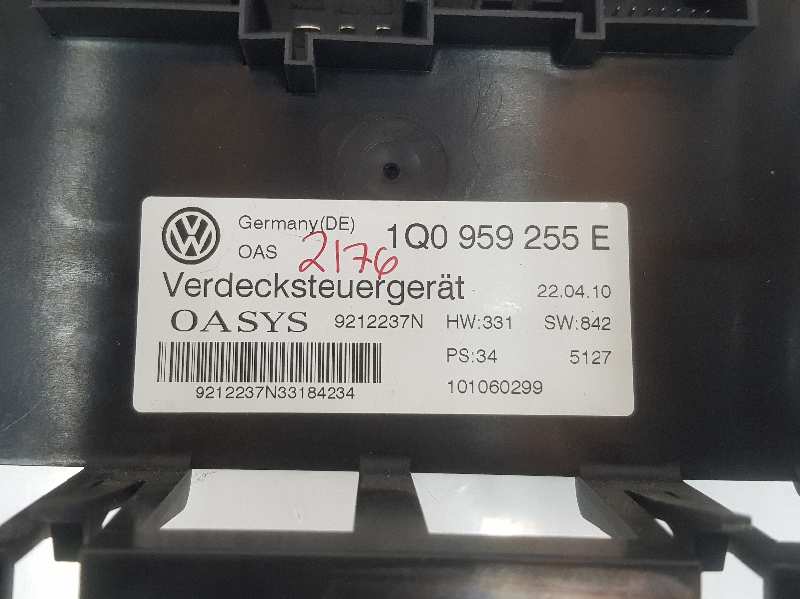 Germany(DE)
OAS
2176
1Q0 959 255 E
Verdecksteuergerät
22.04.10
OASYS
9212237N
HW:331
SW:842
PS:34
5127
9212237N33184234
101060299